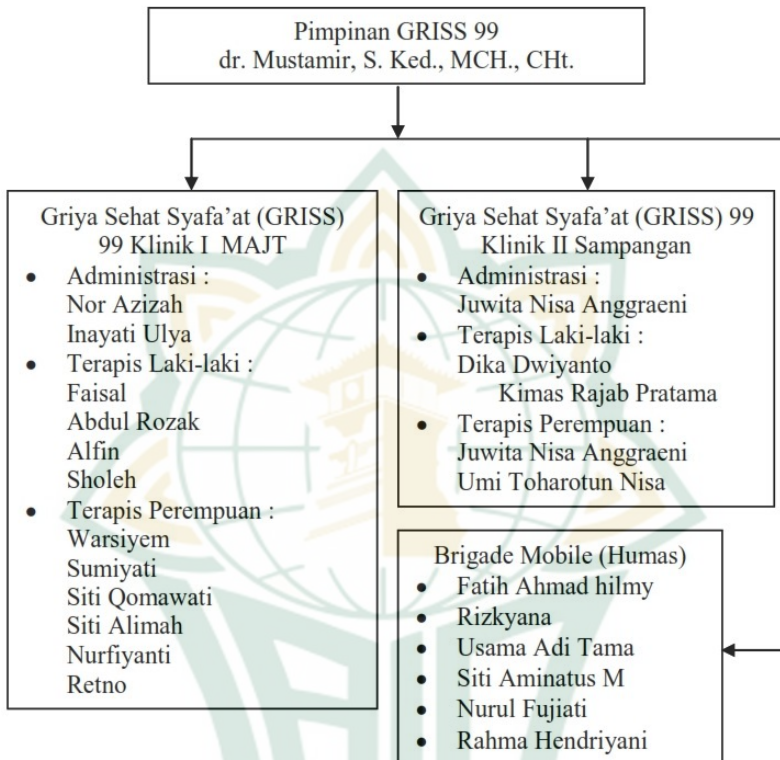 Pimpinan GRISS 99
dr. Mustamir, S. Ked., MCH., CHt.
Griya Sehat Syafa’at (GRISS)
99 Klinik I MAJT
• Administrasi :
Nor Azizah
Inayati Ulya
• Terapis Laki-laki :
Faisal
Abdul Rozak
Alfin
Sholeh
• Terapis Perempuan :
Warsiyem
Sumiyati
Siti Qomawati
Siti Alimah
Nurfiyanti
Retno
Griya Sehat Syafa’at (GRISS) 99
Klinik II Sampangan
• Administrasi :
Juwita Nisa Anggraeni
• Terapis Laki-laki :
Dika Dwiyanto
Kimas Rajab Pratama
• Terapis Perempuan :
Juwita Nisa Anggraeni
Umi Toharotun Nisa
Brigade Mobile (Humas)
• Fatih Ahmad hilmy
• Rizkyana
• Usama Adi Tama
• Siti Aminatus M
• Nurul Fujiati
• Rahma Hendriyani